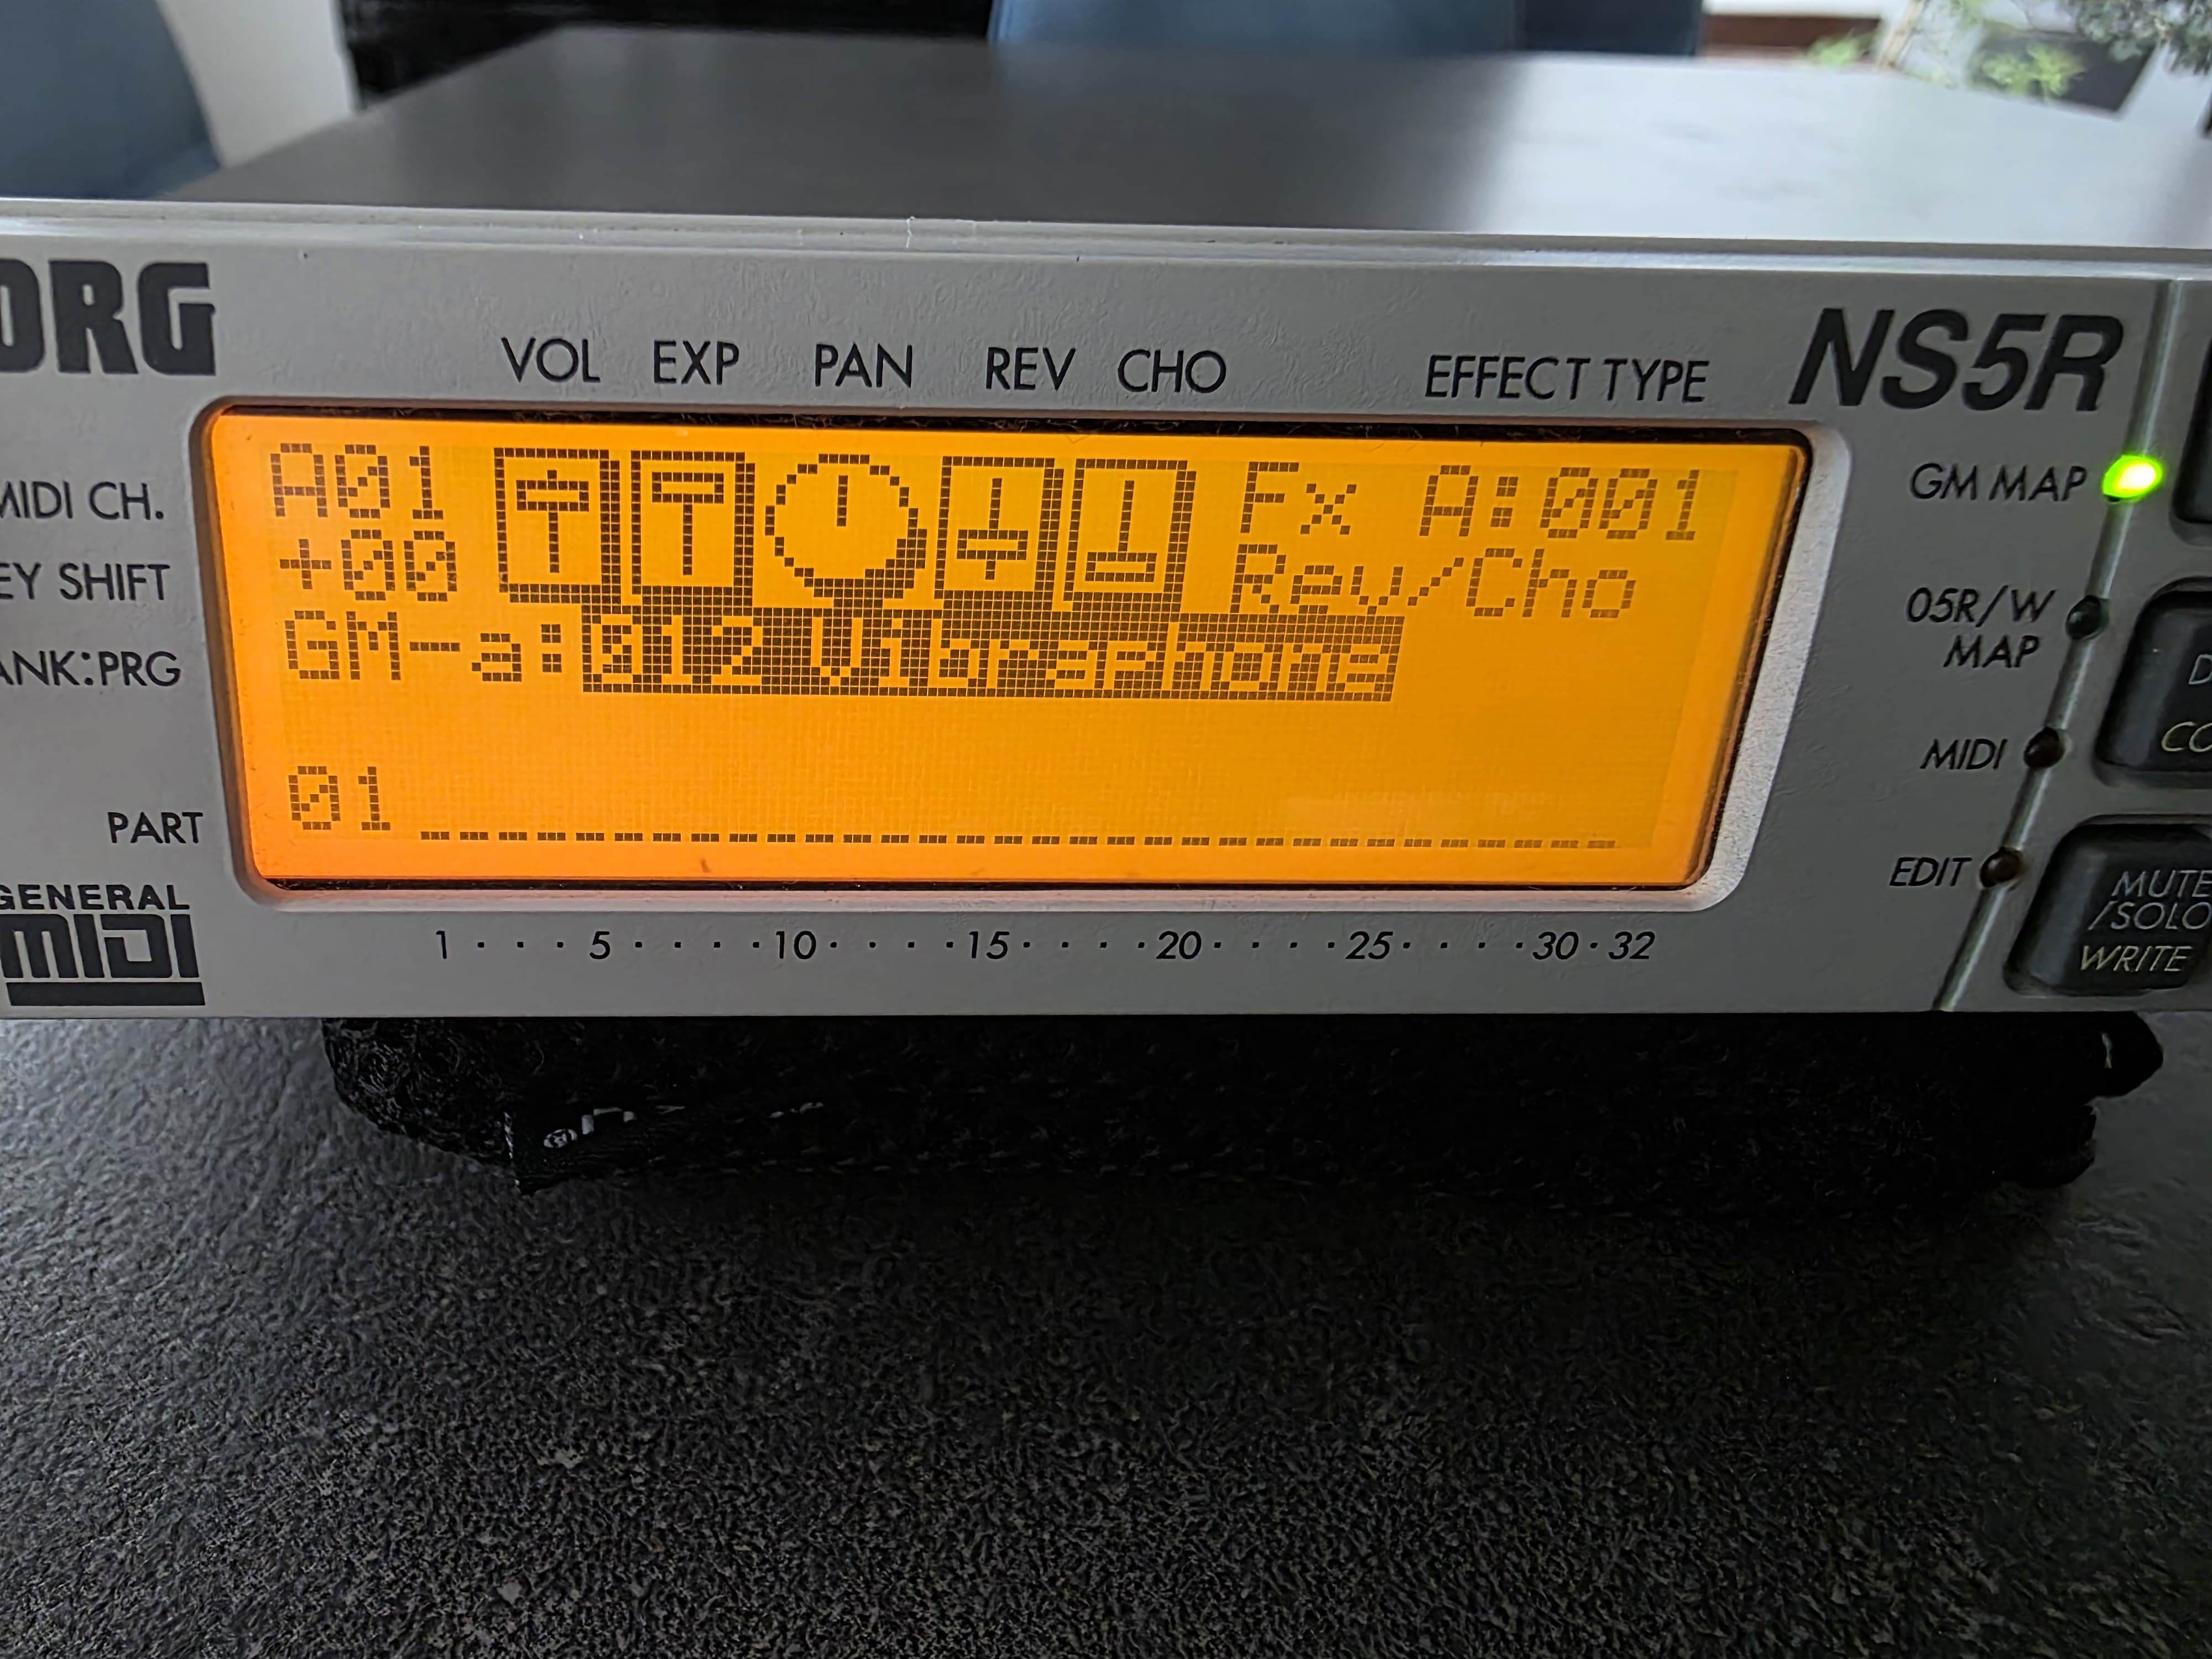 ORG
NS5R
VOL EXP PAN REV CHO EFFECT TYPE
MIDI CH.
A01 Fx A:001
GM MAP
EY SHIFT
+00 Rev/Cho
05R/W
MAP
ANK:PRG
GM-a:012 Vibraphone
MIDI
PART
01
EDIT
D
CO
MUTE
/SOLO
WRITE
GENERAL
MIDI
1 · · · 5 · · · · 10 · · · · 15 · · · · 20 · · · · 25 · · · · 30 · 32